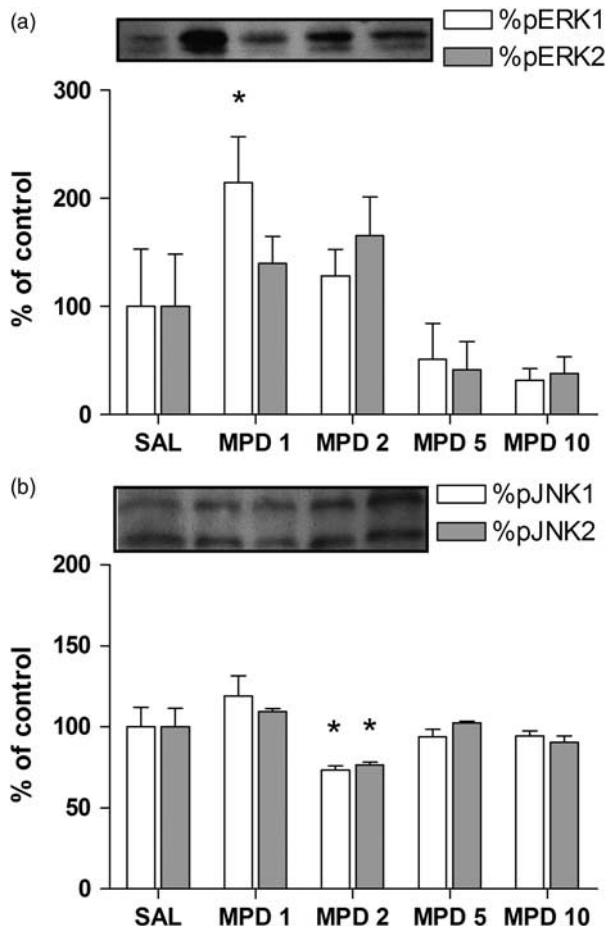 (a)
%pERK1
%pERK2
300
*
200
100
0
% of control
SAL MPD 1 MPD 2 MPD 5 MPD 10
(b)
%pJNK1
%pJNK2
200
150
100
* *
50
0
% of control
SAL MPD 1 MPD 2 MPD 5 MPD 10